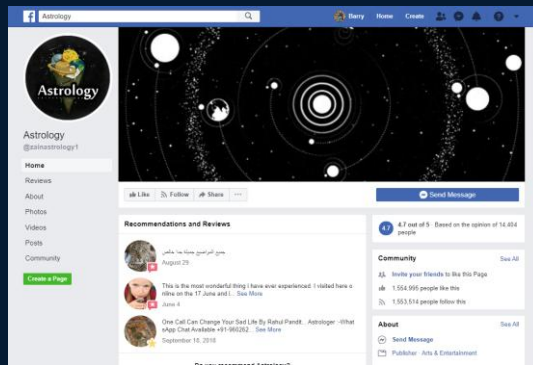 Astrology
Barry
Home
Create
Astrology
Astrology
@zainastrology1
Home
Reviews
About
Photos
Videos
Posts
Community
Create a Page
Like
Follow
Share
Send Message
Recommendations and Reviews
August 29
This is the most wonderful thing I have ever experienced. I visited here o
nline on the 17 June and I... See More
June 4
One Call Can Change Your Sad Life By Rahul Pandit... Astrologer -What
sApp Chat Available +91-980262... See More
September 18, 2018
Do you recommend Astrology?
4.7
4.7 out of 5 · Based on the opinion of 14,404
people
Community
See All
Invite your friends to like this Page
1,554,995 people like this
1,553,514 people follow this
About
See All
Send Message
Publisher · Arts & Entertainment